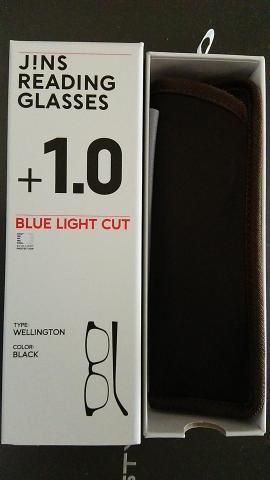 J!NS
READING
GLASSES
+1.0
BLUE LIGHT CUT
TYPE:
WELLINGTON
COLOR:
BLACK